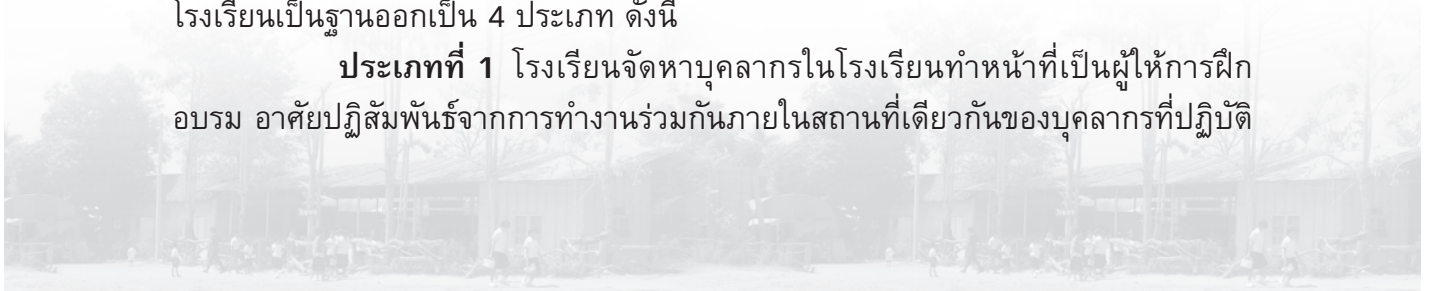 โรงเรียนเป็นฐานออกเป็น 4 ประเภท ดังนี้
ประเภทที่ 1 โรงเรียนจัดหาบุคลากรในโรงเรียนทำหน้าที่เป็นผู้ให้การฝึก
อบรม อาศัยปฏิสัมพันธ์จากการทำงานร่วมกันภายในสถานที่เดียวกันของบุคลากรที่ปฏิบัติ